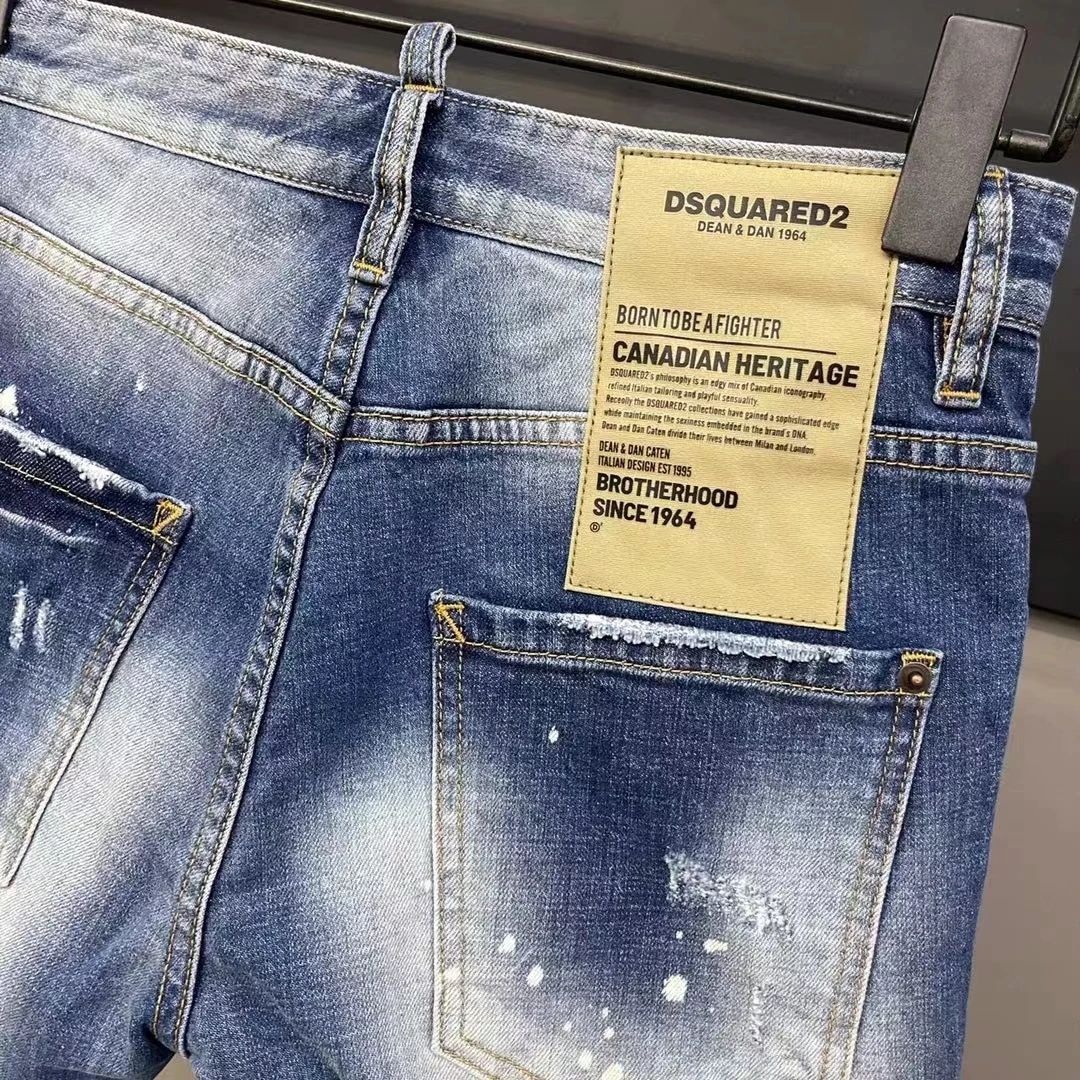 DSQUARED2
DEAN & DAN 1964
BORNTOBEAFIGHTER
CANADIAN HERITAGE
DSQUARED2's philosophy is an edgy mix of Canadian iconography
refined Italian tailoring and playful sensuality.
Recently the DSQUARED2 collections have gained a sophisticated edge
while maintaining the sexiness embedded in the brand's DNA
Dean and Dan Caten divide their lives between Milan and London.
DEAN & DAN CATEN
ITALIAN DESIGN EST 1995
BROTHERHOOD
SINCE 1964